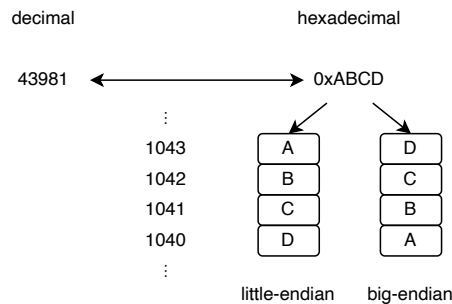 decimal hexadecimal
43981 0xABCD
⋮
1043 A D
1042 B C
1041 C B
1040 D A
⋮
little-endian big-endian